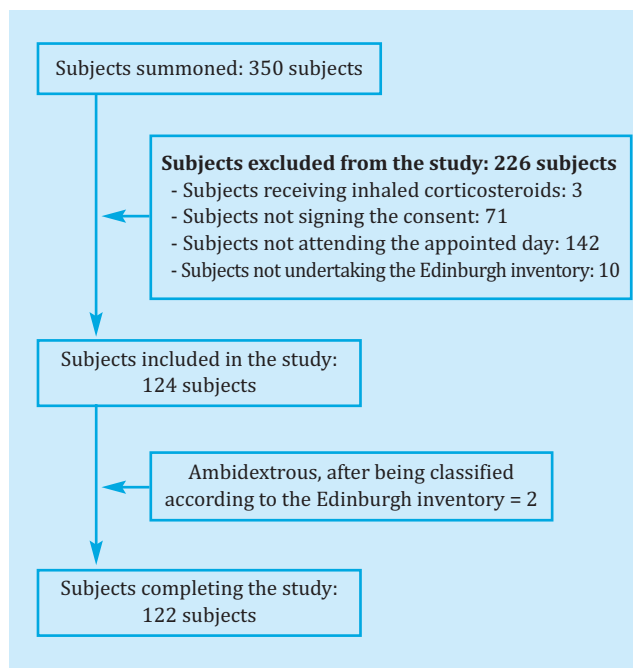 Subjects summoned: 350 subjects
Subjects excluded from the study: 226 subjects
- Subjects receiving inhaled corticosteroids: 3
- Subjects not signing the consent: 71
- Subjects not attending the appointed day: 142
- Subjects not undertaking the Edinburgh inventory: 10
Subjects included in the study:
124 subjects
Ambidextrous, after being classified
according to the Edinburgh inventory = 2
Subjects completing the study:
122 subjects